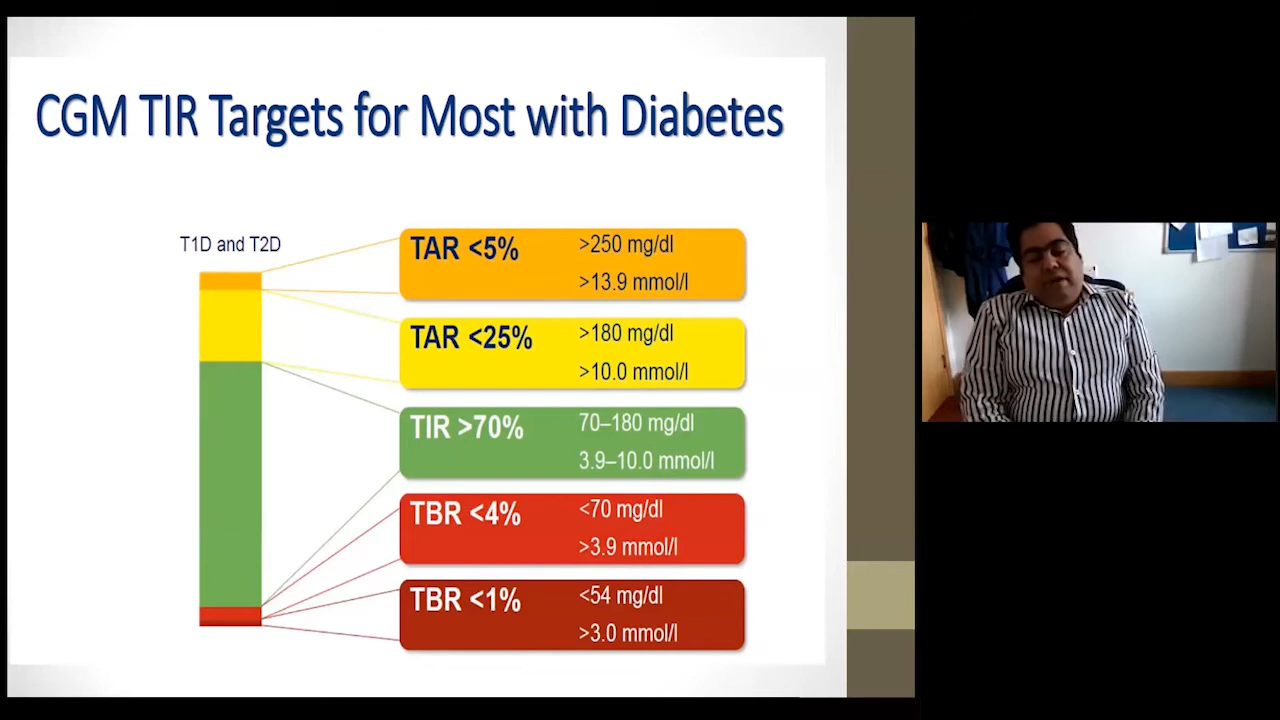 CGM TIR Targets for Most with Diabetes
T1D and T2D
TAR <5%
>250 mg/dl
>13.9 mmol/l
TAR <25%
>180 mg/dl
>10.0 mmol/l
TIR >70%
70–180 mg/dl
3.9–10.0 mmol/l
TBR <4%
<70 mg/dl
>3.9 mmol/l
TBR <1%
<54 mg/dl
>3.0 mmol/l